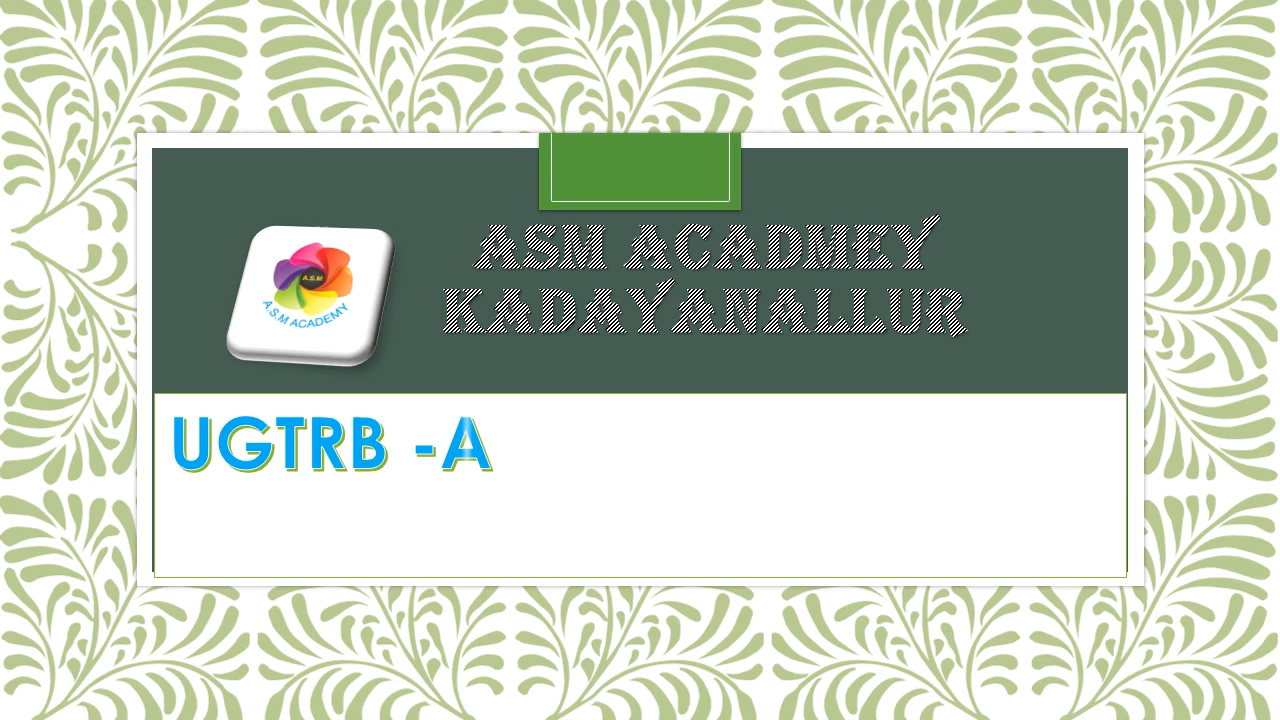 ASM ACADMEY
KADAYANALLUR
A.S.M
A.S.M ACADEMY
UGTRB -A